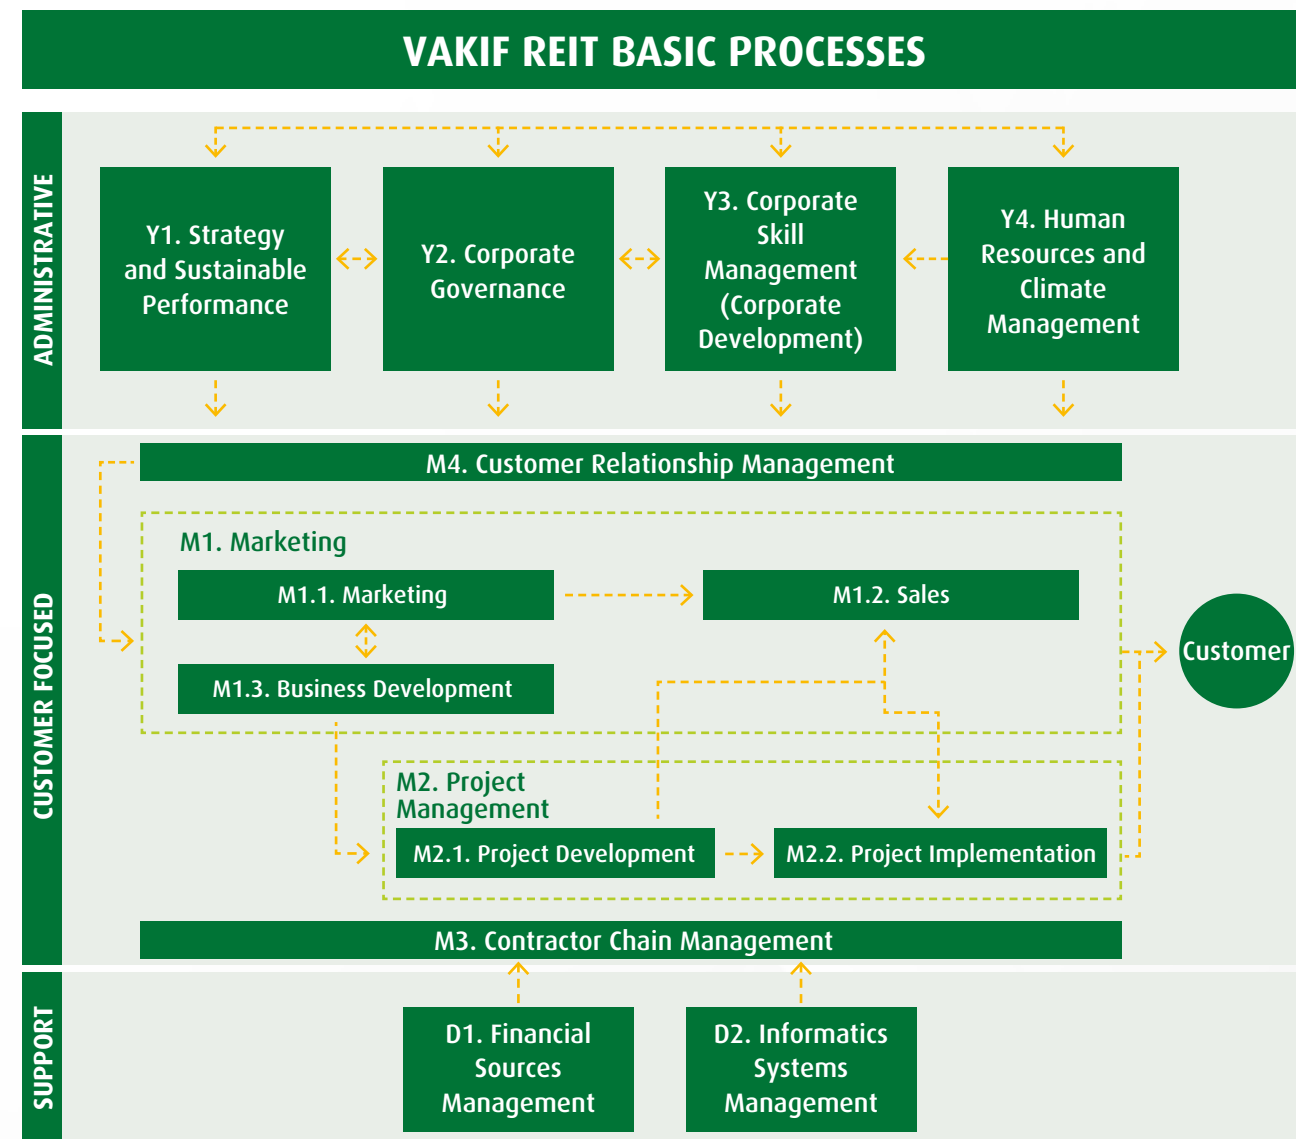 VAKIF REIT BASIC PROCESSES
ADMINISTRATIVE
Y1. Strategy
and Sustainable
Performance
Y2. Corporate
Governance
Y3. Corporate
Skill
Management
(Corporate
Development)
Y4. Human
Resources and
Climate
Management
CUSTOMER FOCUSED
M4. Customer Relationship Management
M1. Marketing
M1.1. Marketing
M1.2. Sales
M1.3. Business Development
Customer
M2. Project
Management
M2.1. Project Development
M2.2. Project Implementation
M3. Contractor Chain Management
SUPPORT
D1. Financial
Sources
Management
D2. Informatics
Systems
Management